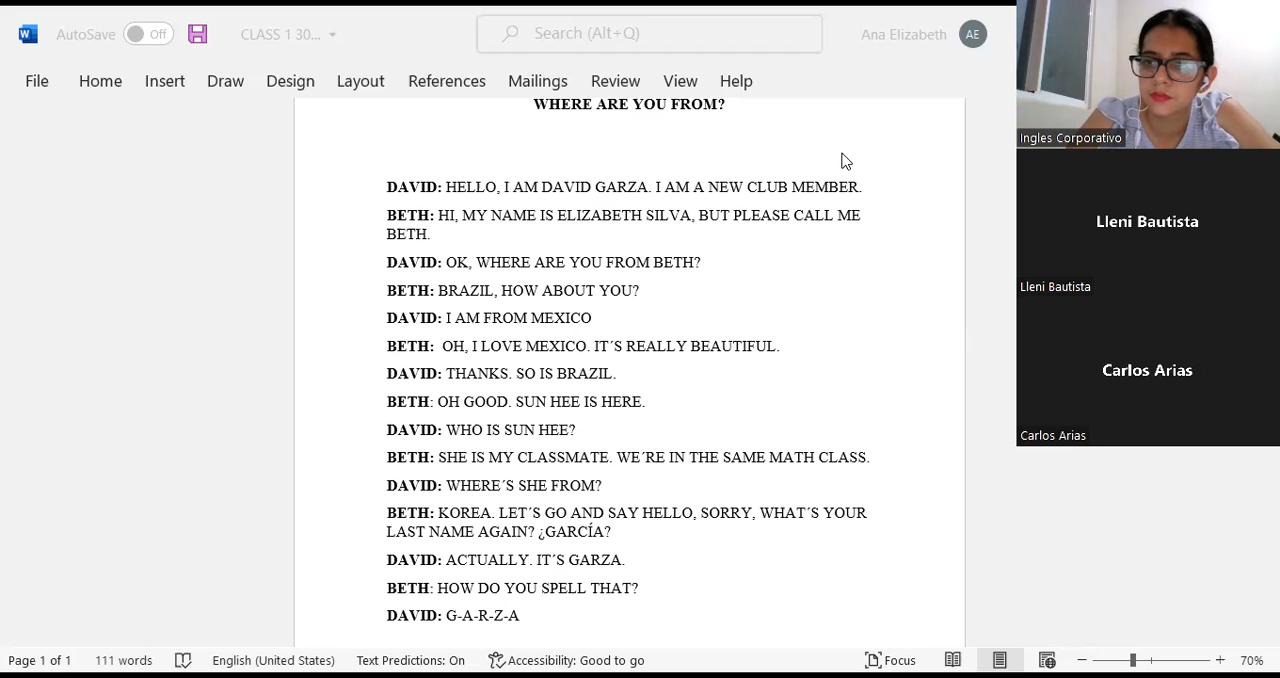 AutoSave Off CLASS 1 30... Search (Alt+Q) Ana Elizabeth AE
File Home Insert Draw Design Layout References Mailings Review View Help
WHERE ARE YOU FROM?
DAVID: HELLO, I AM DAVID GARZA. I AM A NEW CLUB MEMBER.
BETH: HI, MY NAME IS ELIZABETH SILVA, BUT PLEASE CALL ME
BETH.
DAVID: OK, WHERE ARE YOU FROM BETH?
BETH: BRAZIL, HOW ABOUT YOU?
DAVID: I AM FROM MEXICO
BETH: OH, I LOVE MEXICO. IT´S REALLY BEAUTIFUL.
DAVID: THANKS. SO IS BRAZIL.
BETH: OH GOOD. SUN HEE IS HERE.
DAVID: WHO IS SUN HEE?
BETH: SHE IS MY CLASSMATE. WE´RE IN THE SAME MATH CLASS.
DAVID: WHERE´S SHE FROM?
BETH: KOREA. LET´S GO AND SAY HELLO, SORRY, WHAT´S YOUR
LAST NAME AGAIN? ¿GARCÍA?
DAVID: ACTUALLY. IT´S GARZA.
BETH: HOW DO YOU SPELL THAT?
DAVID: G-A-R-Z-A
Page 1 of 1 111 words English (United States) Text Predictions: On Accessibility: Good to go Focus 70%
Ingles Corporativo
Lleni Bautista
Lleni Bautista
Carlos Arias
Carlos Arias